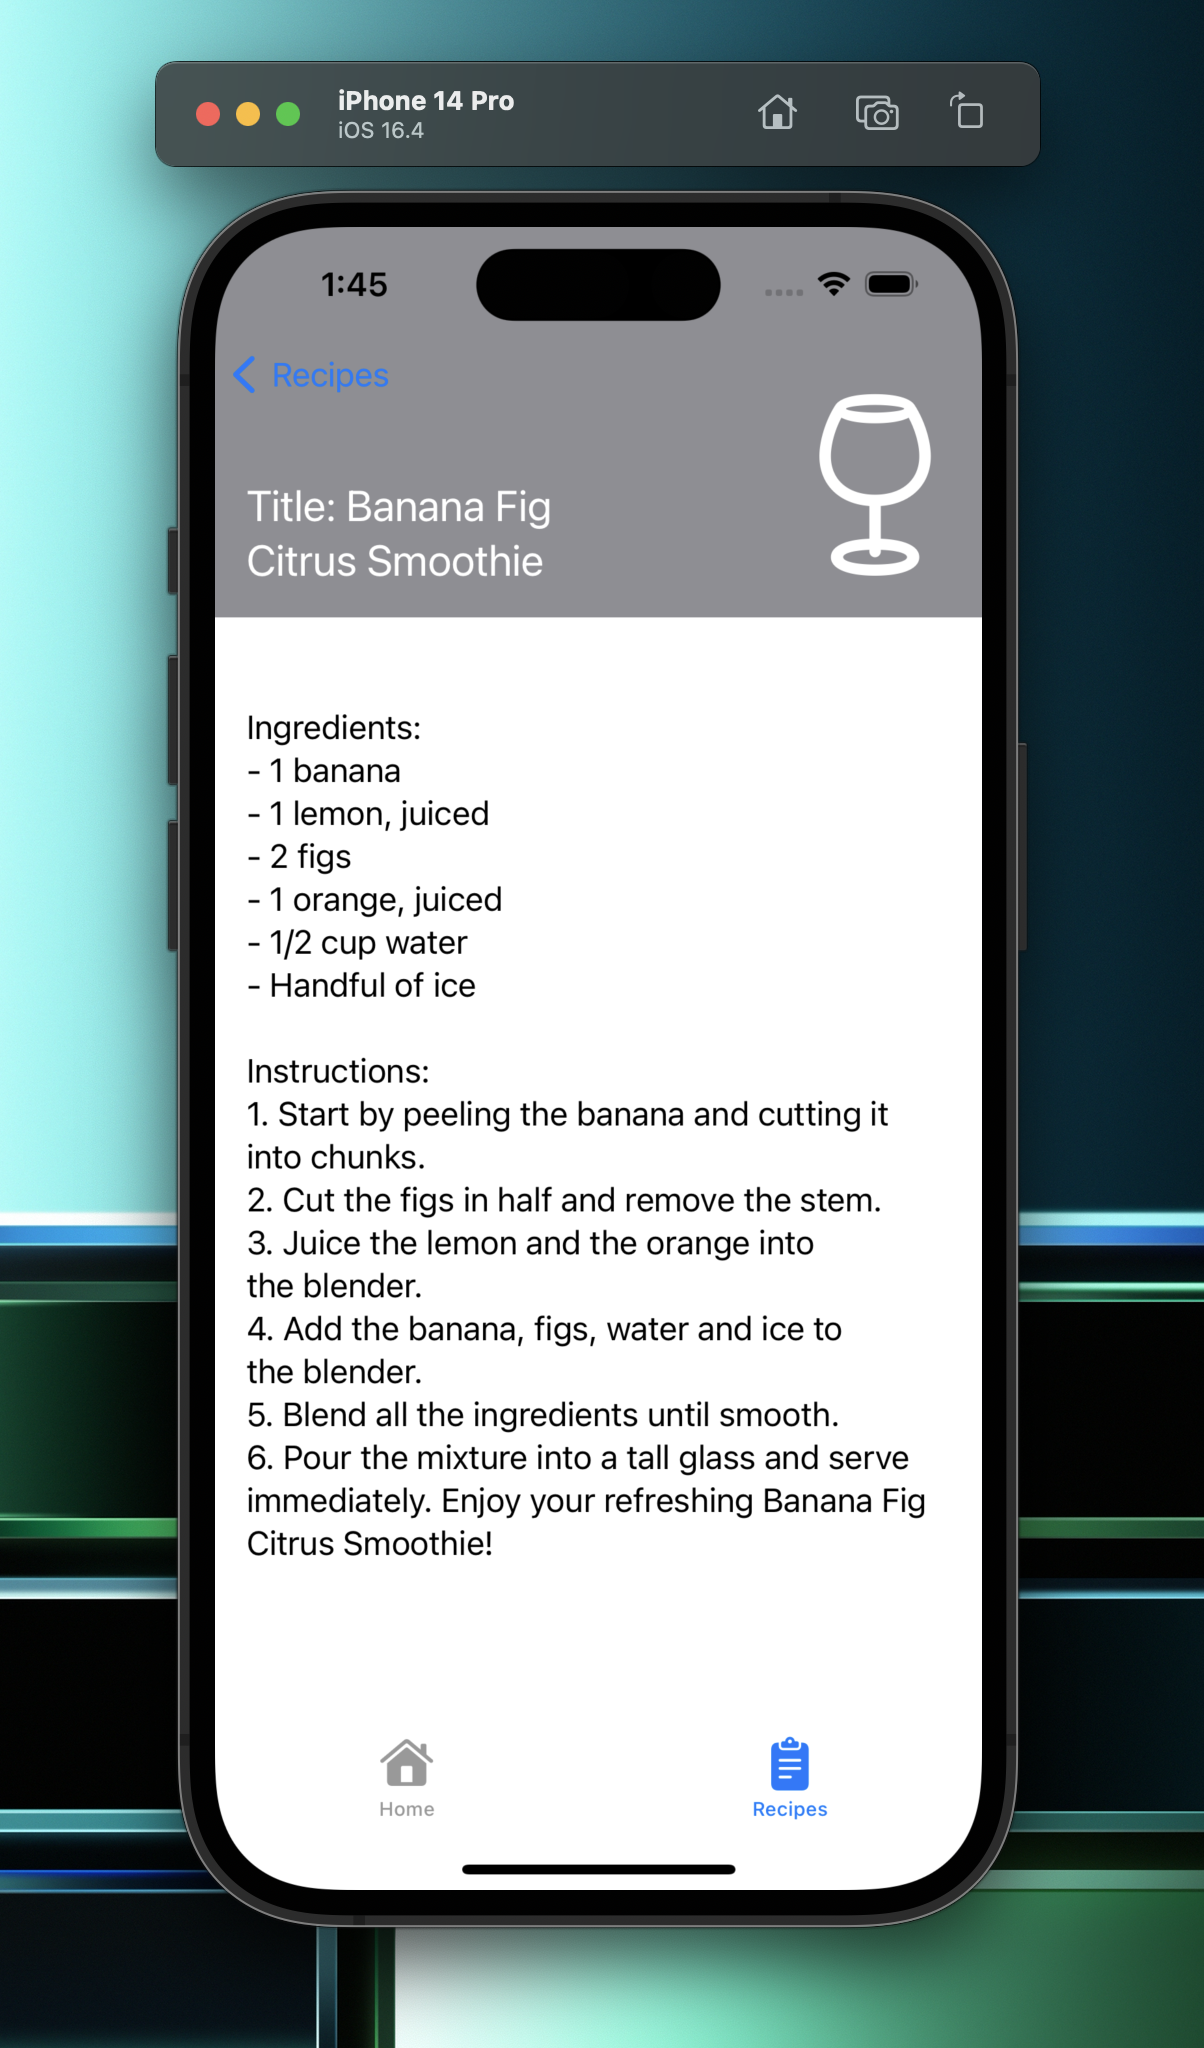 iPhone 14 Pro
iOS 16.4
1:45
Recipes
Title: Banana Fig
Citrus Smoothie
Ingredients:
- 1 banana
- 1 lemon, juiced
- 2 figs
- 1 orange, juiced
- 1/2 cup water
- Handful of ice
Instructions:
1. Start by peeling the banana and cutting it
into chunks.
2. Cut the figs in half and remove the stem.
3. Juice the lemon and the orange into
the blender.
4. Add the banana, figs, water and ice to
the blender.
5. Blend all the ingredients until smooth.
6. Pour the mixture into a tall glass and serve
immediately. Enjoy your refreshing Banana Fig
Citrus Smoothie!
Home
Recipes